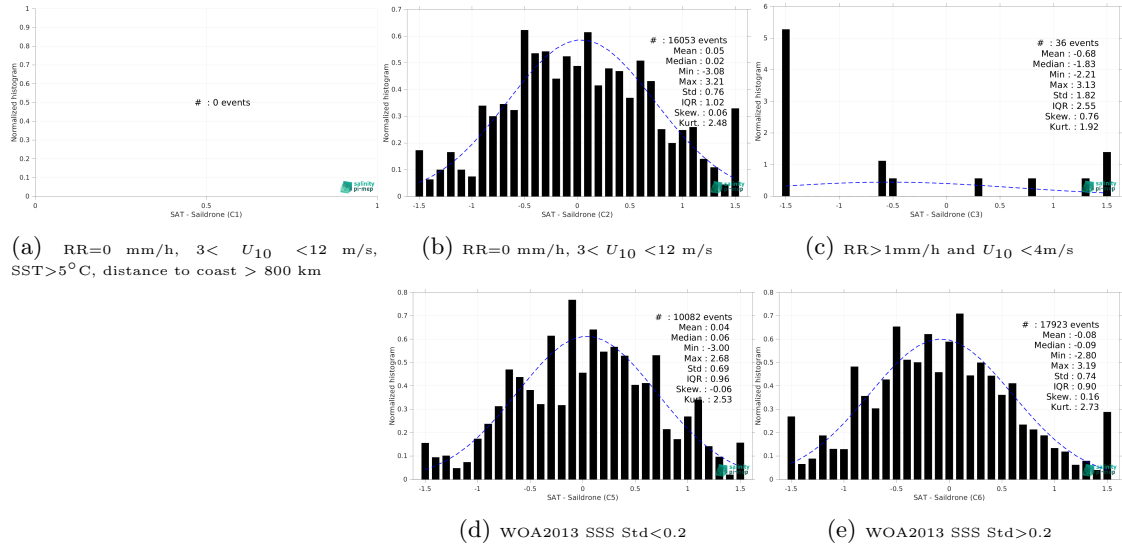 1
0.9
0.8
0.7
0.6
0.5
0.4
0.3
0.2
0.1
0
Normalized histogram
# : 0 events
salinity
pi-mep
0 0.5 1
SAT - Saildrone (C1)
(a) RR=0 mm/h, 3< U10 <12 m/s,
SST>5°C, distance to coast > 800 km
0.7
0.6
0.5
0.4
0.3
0.2
0.1
0
Normalized histogram
# : 16053 events
Mean : 0.05
Median : 0.02
Min : -3.08
Max : 3.21
Std : 0.76
IQR : 1.02
Skew. : 0.06
Kurt. : 2.48
salinity
pi-mep
-1.5 -1 -0.5 0 0.5 1 1.5
SAT - Saildrone (C2)
(b) RR=0 mm/h, 3< U10 <12 m/s
6
5
4
3
2
1
0
Normalized histogram
# : 36 events
Mean : -0.68
Median : -1.83
Min : -2.21
Max : 3.13
Std : 1.82
IQR : 2.55
Skew. : 0.76
Kurt. : 1.92
salinity
pi-mep
-1.5 -1 -0.5 0 0.5 1 1.5
SAT - Saildrone (C3)
(c) RR>1mm/h and U10 <4m/s
0.8
0.7
0.6
0.5
0.4
0.3
0.2
0.1
0
Normalized histogram
# : 10082 events
Mean : 0.04
Median : 0.06
Min : -3.00
Max : 2.68
Std : 0.69
IQR : 0.96
Skew. : -0.06
Kurt. : 2.53
salinity
pi-mep
-1.5 -1 -0.5 0 0.5 1 1.5
SAT - Saildrone (C5)
(d) WOA2013 SSS Std<0.2
0.8
0.7
0.6
0.5
0.4
0.3
0.2
0.1
0
Normalized histogram
# : 17923 events
Mean : -0.08
Median : -0.09
Min : -2.80
Max : 3.19
Std : 0.74
IQR : 0.90
Skew. : 0.16
Kurt. : 2.73
salinity
pi-mep
-1.5 -1 -0.5 0 0.5 1 1.5
SAT - Saildrone (C6)
(e) WOA2013 SSS Std>0.2